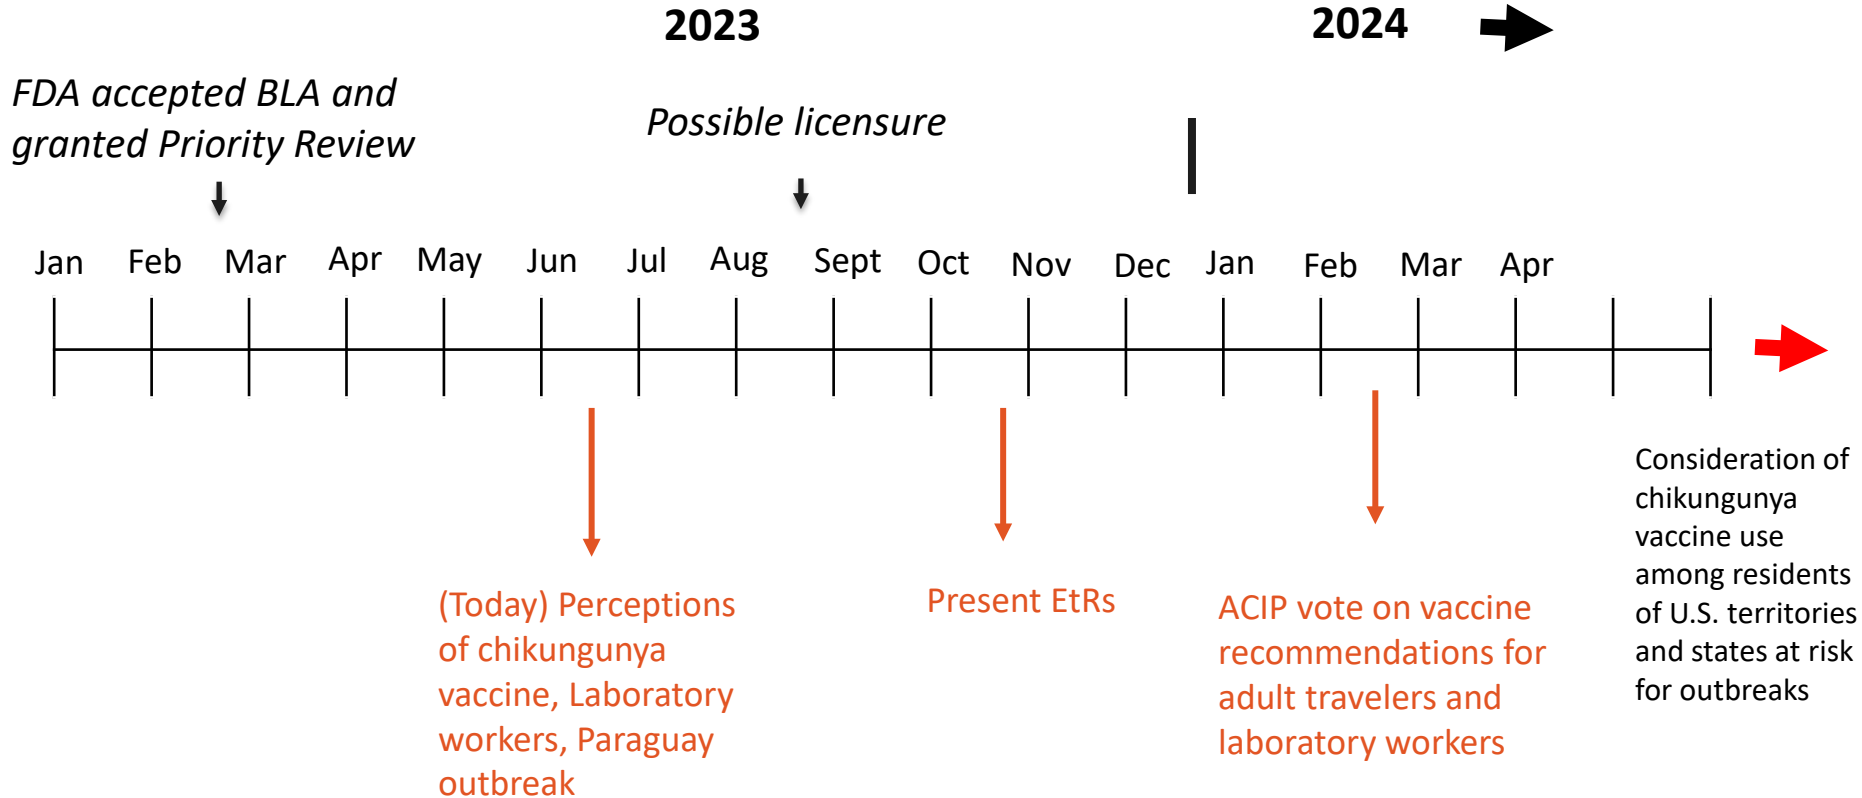 2023
2024
FDA accepted BLA and
granted Priority Review
Possible licensure
Jan Feb Mar Apr May Jun Jul Aug Sept Oct Nov Dec Jan Feb Mar Apr
(Today) Perceptions
of chikungunya
vaccine, Laboratory
workers, Paraguay
outbreak
Present EtRs
ACIP vote on vaccine
recommendations for
adult travelers and
laboratory workers
Consideration of
chikungunya
vaccine use
among residents
of U.S. territories
and states at risk
for outbreaks